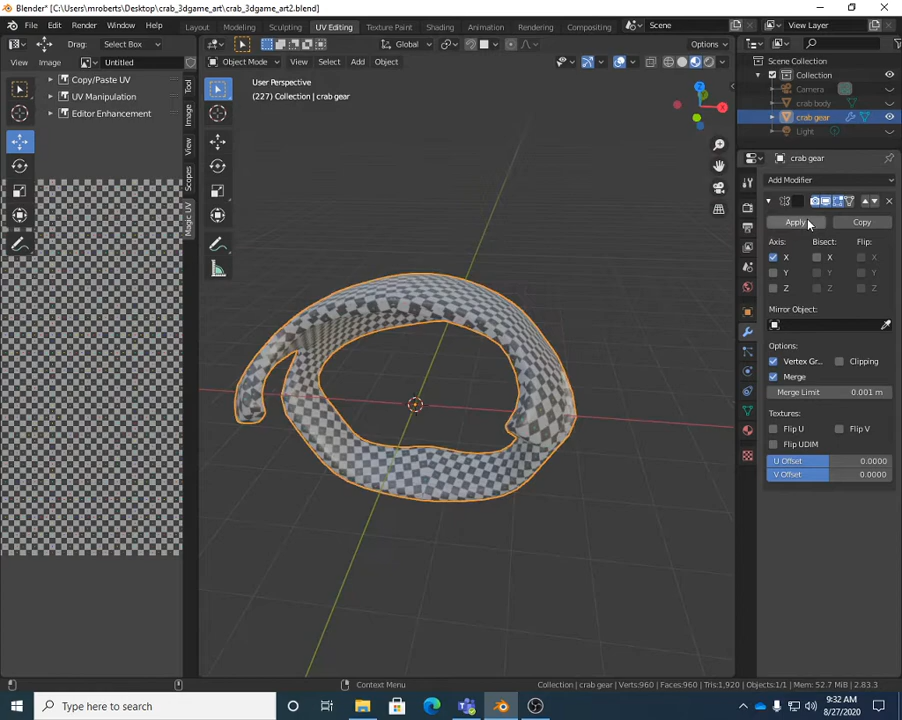 Blender* [C:\Users\mroberts\Desktop\crab_3dgame_art\crab_3dgame_art2.blend]
File Edit Render Window Help Layout Modeling Sculpting UV Editing Texture Paint Shading Animation Rendering Compositing Scene View Layer
Drag: Select Box Global Options
View Image Untitled Object Mode View Select Add Object Scene Collection
Copy/Paste UV
UV Manipulation
Editor Enhancement
Tool
Image
View
Scopes
Magic UV
User Perspective
(227) Collection | crab gear
Collection
Camera
crab body
crab gear
Light
crab gear
Add Modifier
Apply Copy
Axis: Bisect: Flip:
X X X
Y Y Y
Z Z Z
Mirror Object:
Options:
Vertex Gr... Clipping
Merge
Merge Limit 0.001 m
Textures:
Flip U Flip V
Flip UDIM
U Offset 0.0000
V Offset 0.0000
X
Context Menu Collection | crab gear | Verts:960 | Faces:960 | Tris:1,920 | Objects:1/1 | Mem: 52.7 MiB | 2.83.3
Type here to search
9:32 AM
8/27/2020